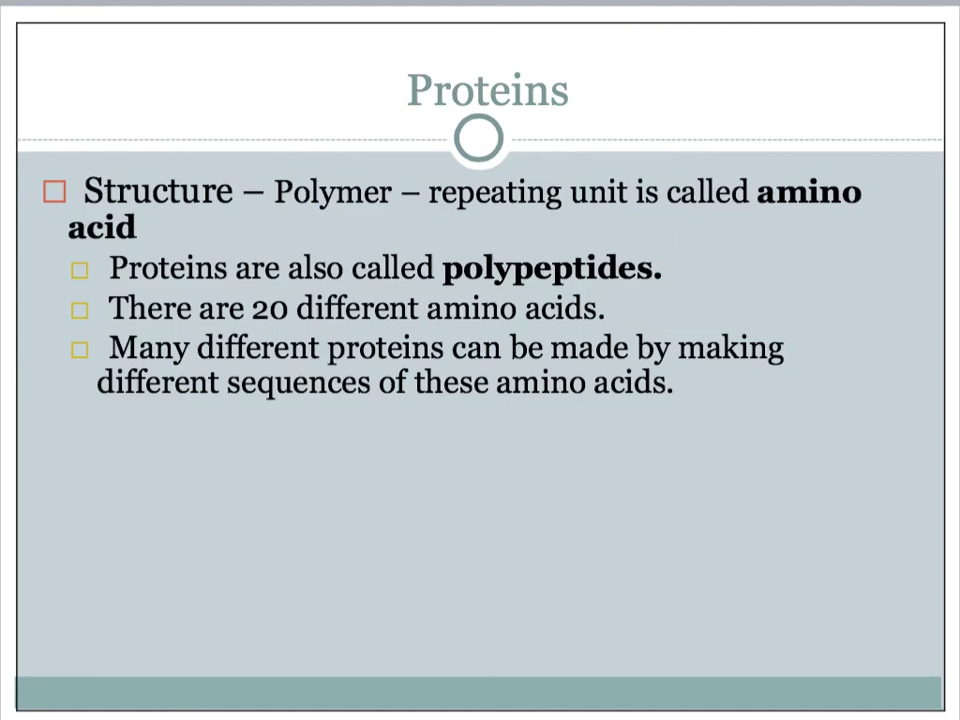 Proteins
Structure – Polymer – repeating unit is called amino
acid
Proteins are also called polypeptides.
There are 20 different amino acids.
Many different proteins can be made by making
different sequences of these amino acids.